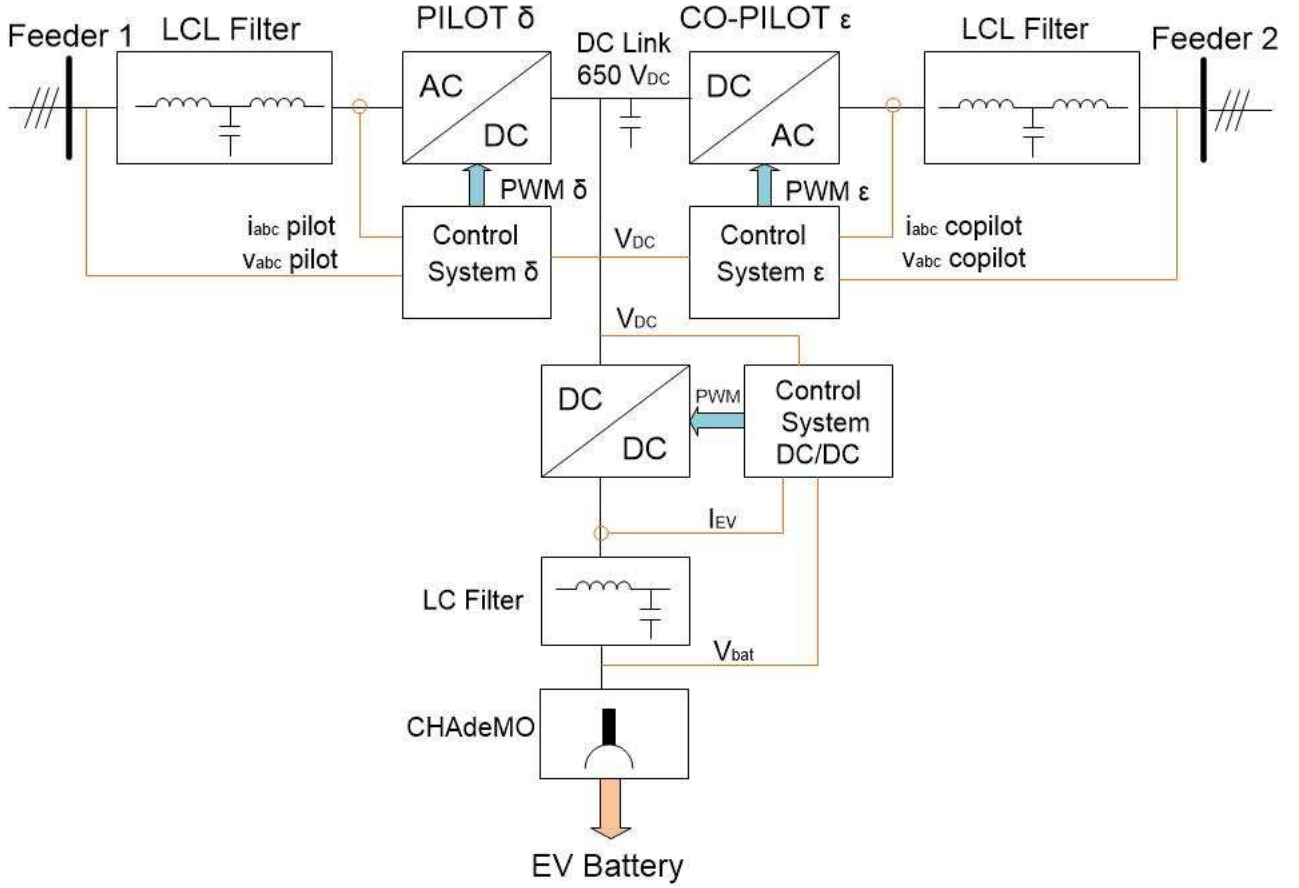 PILOT δ
CO-PILOT ε
Feeder 1
LCL Filter
DC Link
650 VDC
LCL Filter
Feeder 2
AC
DC
DC
AC
PWM δ
PWM ε
iabc pilot
vabc pilot
Control
System δ
VDC
Control
System ε
iabc copilot
vabc copilot
VDC
DC
DC
PWM
Control
System
DC/DC
IEV
LC Filter
Vbat
CHAdeMO
EV Battery